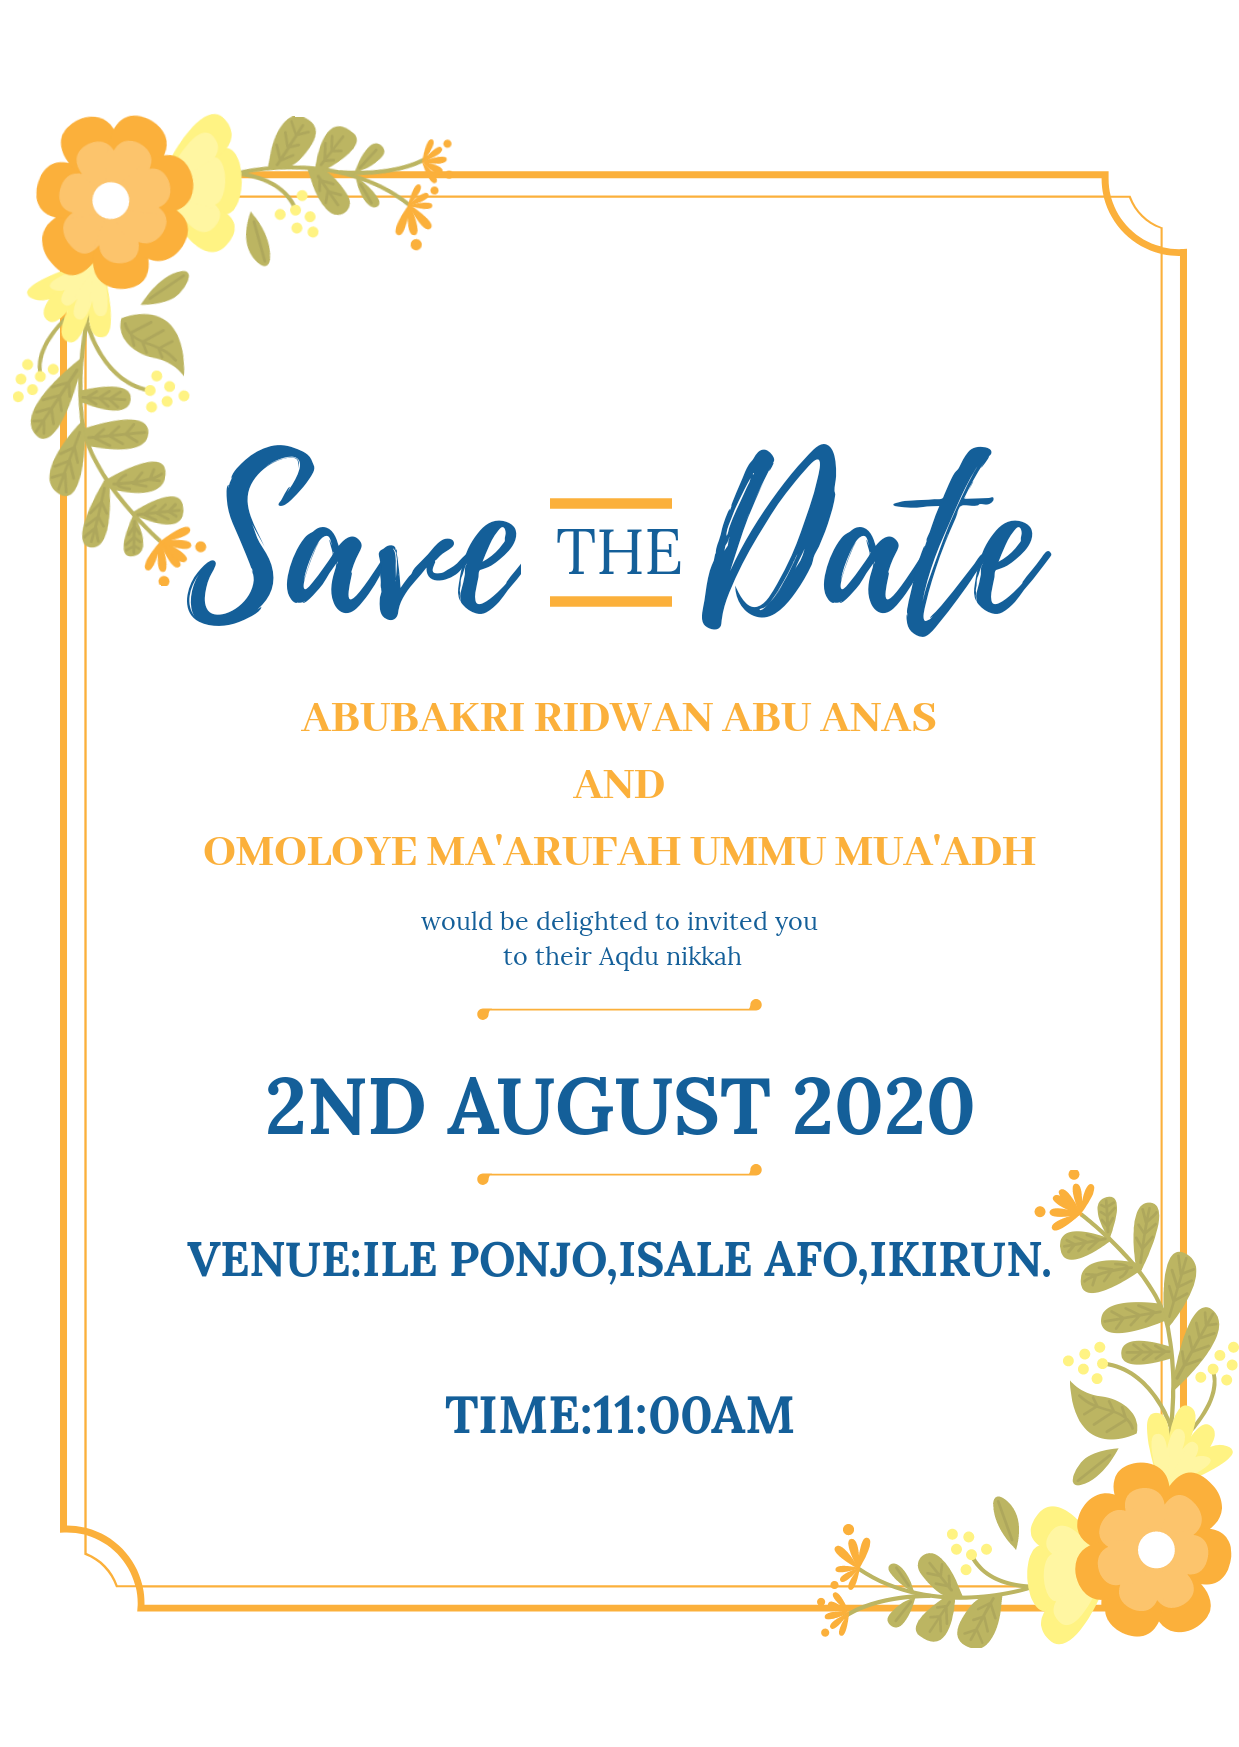 Save THE Date
ABUBAKRI RIDWAN ABU ANAS
AND
OMOLOYE MA'ARUFAH UMMU MUA'ADH
would be delighted to invited you
to their Aqdu nikkah
2ND AUGUST 2020
VENUE:ILE PONJO,ISALE AFO,IKIRUN.
TIME:11:00AM